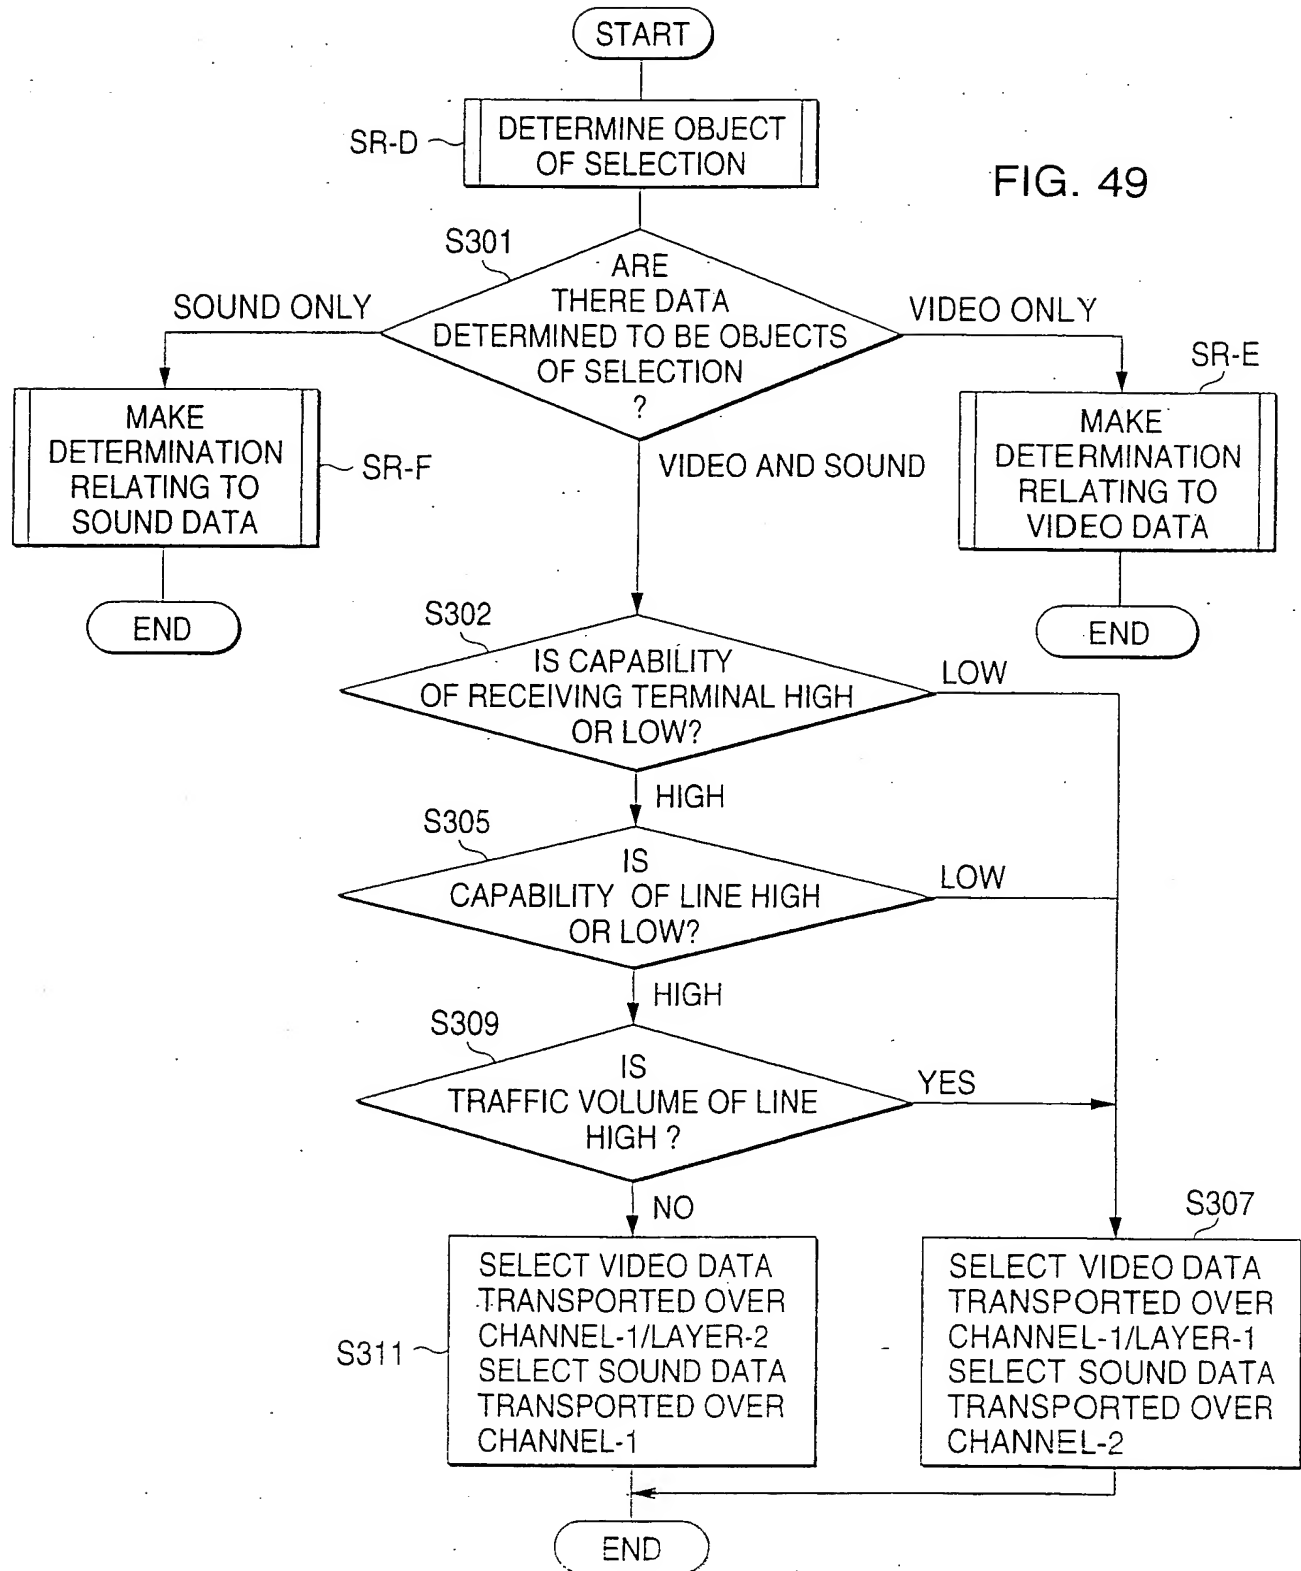 START
SR-D
DETERMINE OBJECT
OF SELECTION
FIG. 49
S301
ARE
THERE DATA
DETERMINED TO BE OBJECTS
OF SELECTION
?
SOUND ONLY
VIDEO ONLY
SR-E
MAKE
DETERMINATION
RELATING TO
SOUND DATA
SR-F
VIDEO AND SOUND
MAKE
DETERMINATION
RELATING TO
VIDEO DATA
END
END
S302
IS CAPABILITY
OF RECEIVING TERMINAL HIGH
OR LOW?
LOW
HIGH
S305
IS
CAPABILITY OF LINE HIGH
OR LOW?
LOW
HIGH
S309
IS
TRAFFIC VOLUME OF LINE
HIGH ?
YES
NO
S307
SELECT VIDEO DATA
TRANSPORTED OVER
CHANNEL-1/LAYER-2
SELECT SOUND DATA
TRANSPORTED OVER
CHANNEL-1
S311
SELECT VIDEO DATA
TRANSPORTED OVER
CHANNEL-1/LAYER-1
SELECT SOUND DATA
TRANSPORTED OVER
CHANNEL-2
END